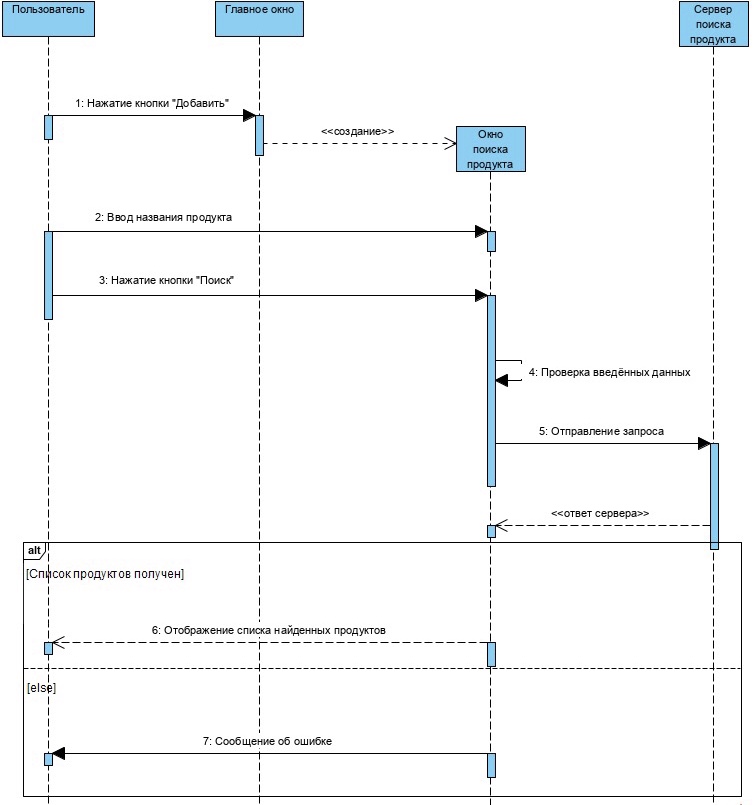 Пользователь
Главное окно
Сервер
поиска
продукта
1: Нажатие кнопки "Добавить"
<<создание>>
Окно
поиска
продукта
2: Ввод названия продукта
3: Нажатие кнопки "Поиск"
4: Проверка введённых данных
5: Отправление запроса
<<ответ сервера>>
alt
[Список продуктов получен]
6: Отображение списка найденных продуктов
[else]
7: Сообщение об ошибке